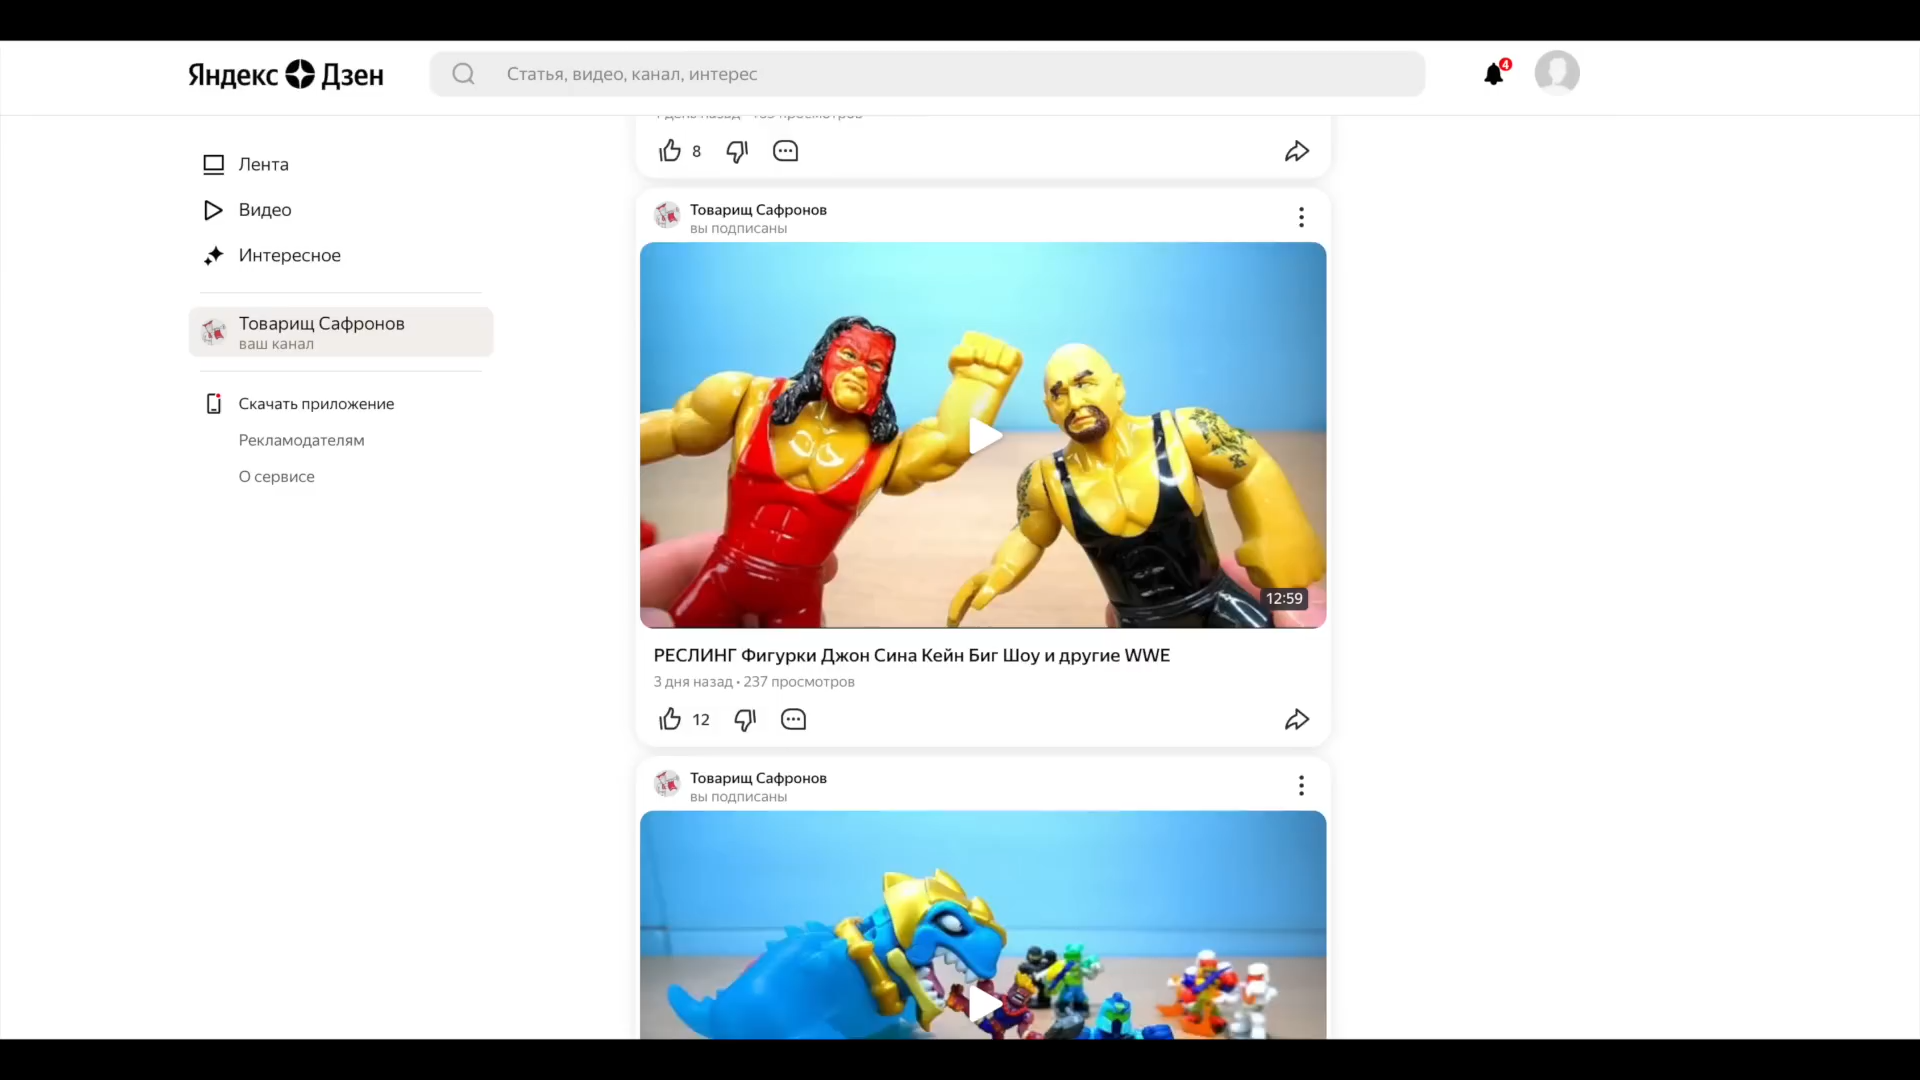 Яндекс Дзен
Статья, видео, канал, интерес
4
Лента
Видео
Интересное
Товарищ Сафронов
ваш канал
Скачать приложение
Рекламодателям
О сервисе
8
Товарищ Сафронов
вы подписаны
12:59
РЕСЛИНГ Фигурки Джон Сина Кейн Биг Шоу и другие WWE
3 дня назад • 237 просмотров
12
Товарищ Сафронов
вы подписаны